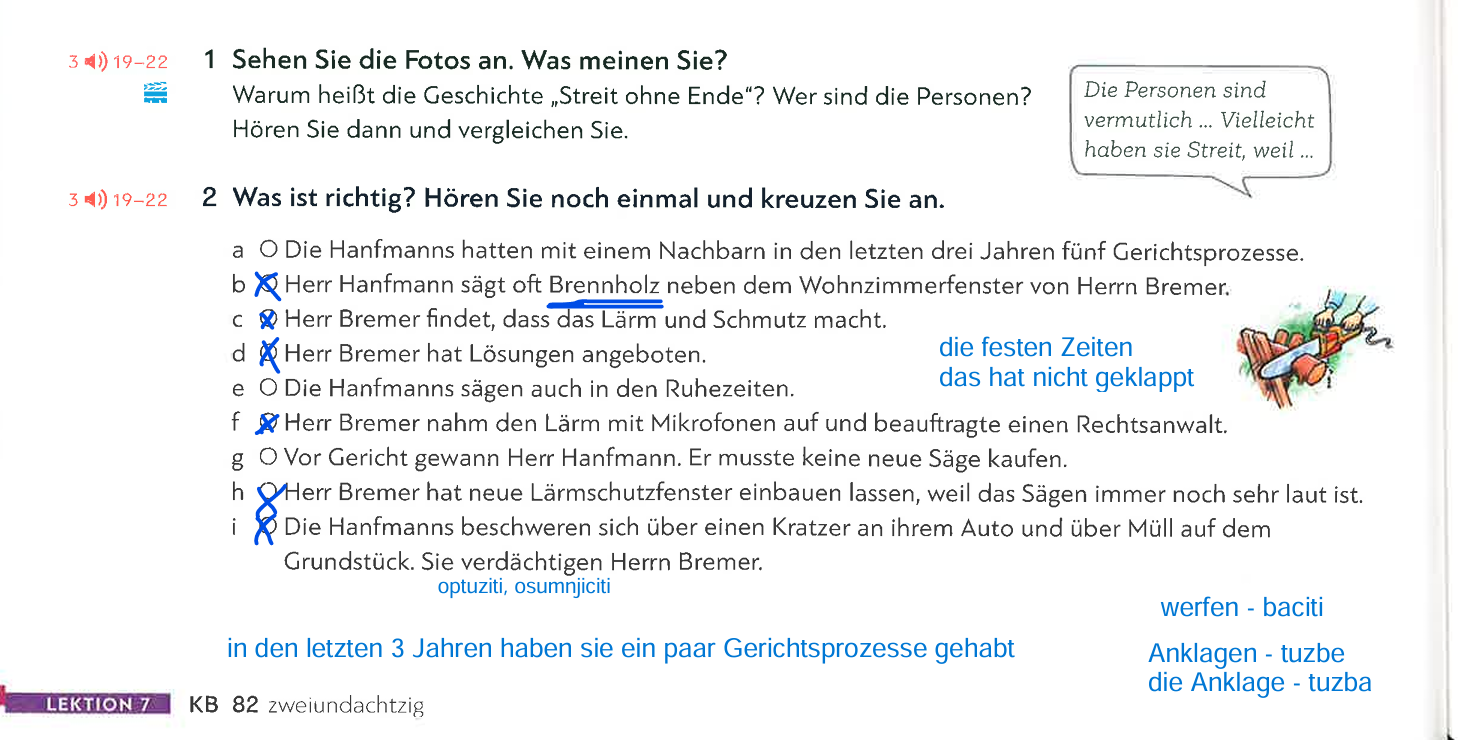 3 19–22 1 Sehen Sie die Fotos an. Was meinen Sie?
Warum heißt die Geschichte „Streit ohne Ende“? Wer sind die Personen?
Hören Sie dann und vergleichen Sie.
Die Personen sind
vermutlich ... Vielleicht
haben sie Streit, weil ...
3 19–22 2 Was ist richtig? Hören Sie noch einmal und kreuzen Sie an.
a Die Hanfmanns hatten mit einem Nachbarn in den letzten drei Jahren fünf Gerichtsprozesse.
b Herr Hanfmann sägt oft Brennholz neben dem Wohnzimmerfenster von Herrn Bremer.
c Herr Bremer findet, dass das Lärm und Schmutz macht.
d Herr Bremer hat Lösungen angeboten.
die festen Zeiten
das hat nicht geklappt
e Die Hanfmanns sägen auch in den Ruhezeiten.
f Herr Bremer nahm den Lärm mit Mikrofonen auf und beauftragte einen Rechtsanwalt.
g Vor Gericht gewann Herr Hanfmann. Er musste keine neue Säge kaufen.
h Herr Bremer hat neue Lärmschutzfenster einbauen lassen, weil das Sägen immer noch sehr laut ist.
i Die Hanfmanns beschweren sich über einen Kratzer an ihrem Auto und über Müll auf dem
Grundstück. Sie verdächtigen Herrn Bremer.
optuziti, osumnjiciti
werfen - baciti
in den letzten 3 Jahren haben sie ein paar Gerichtsprozesse gehabt
Anklagen - tuzbe
die Anklage - tuzba
LEKTION 7 KB 82 zweiundachtzig